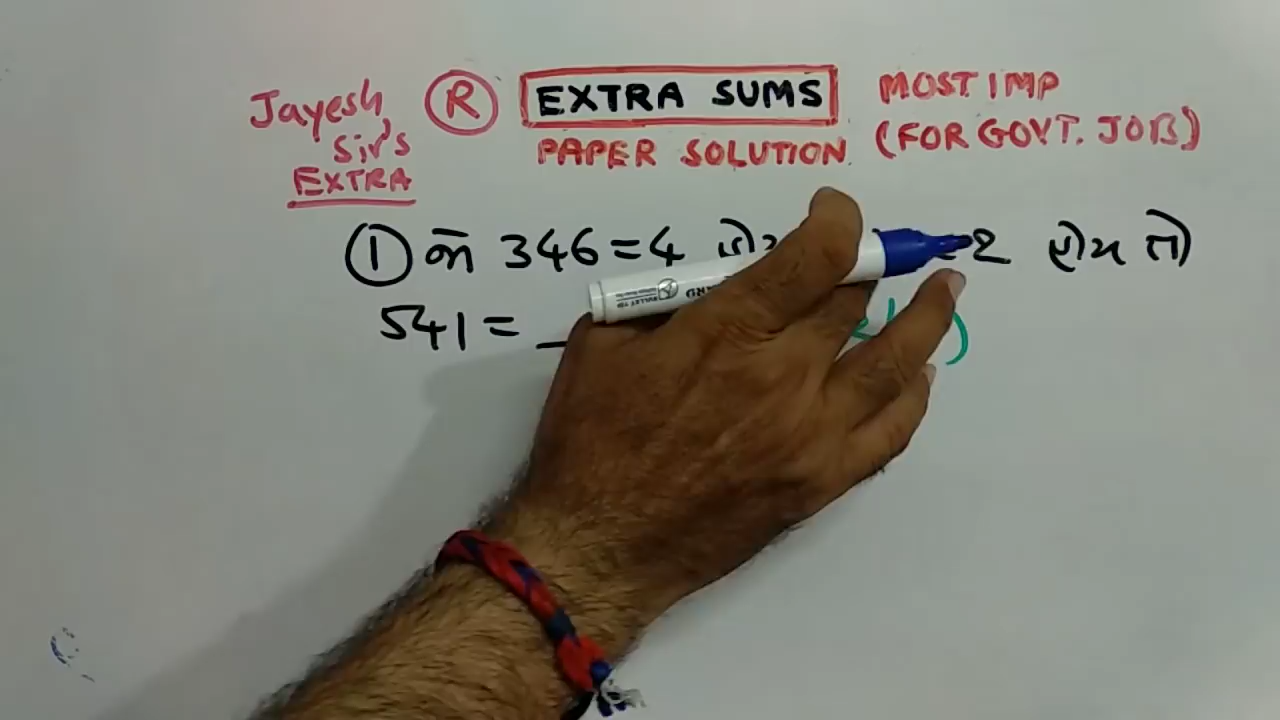 Jayesh Sir's EXTRA
R
EXTRA SUMS
PAPER SOLUTION
MOST IMP
(FOR GOVT. JOB)
① જો 346=4 2 હોય તો
541=